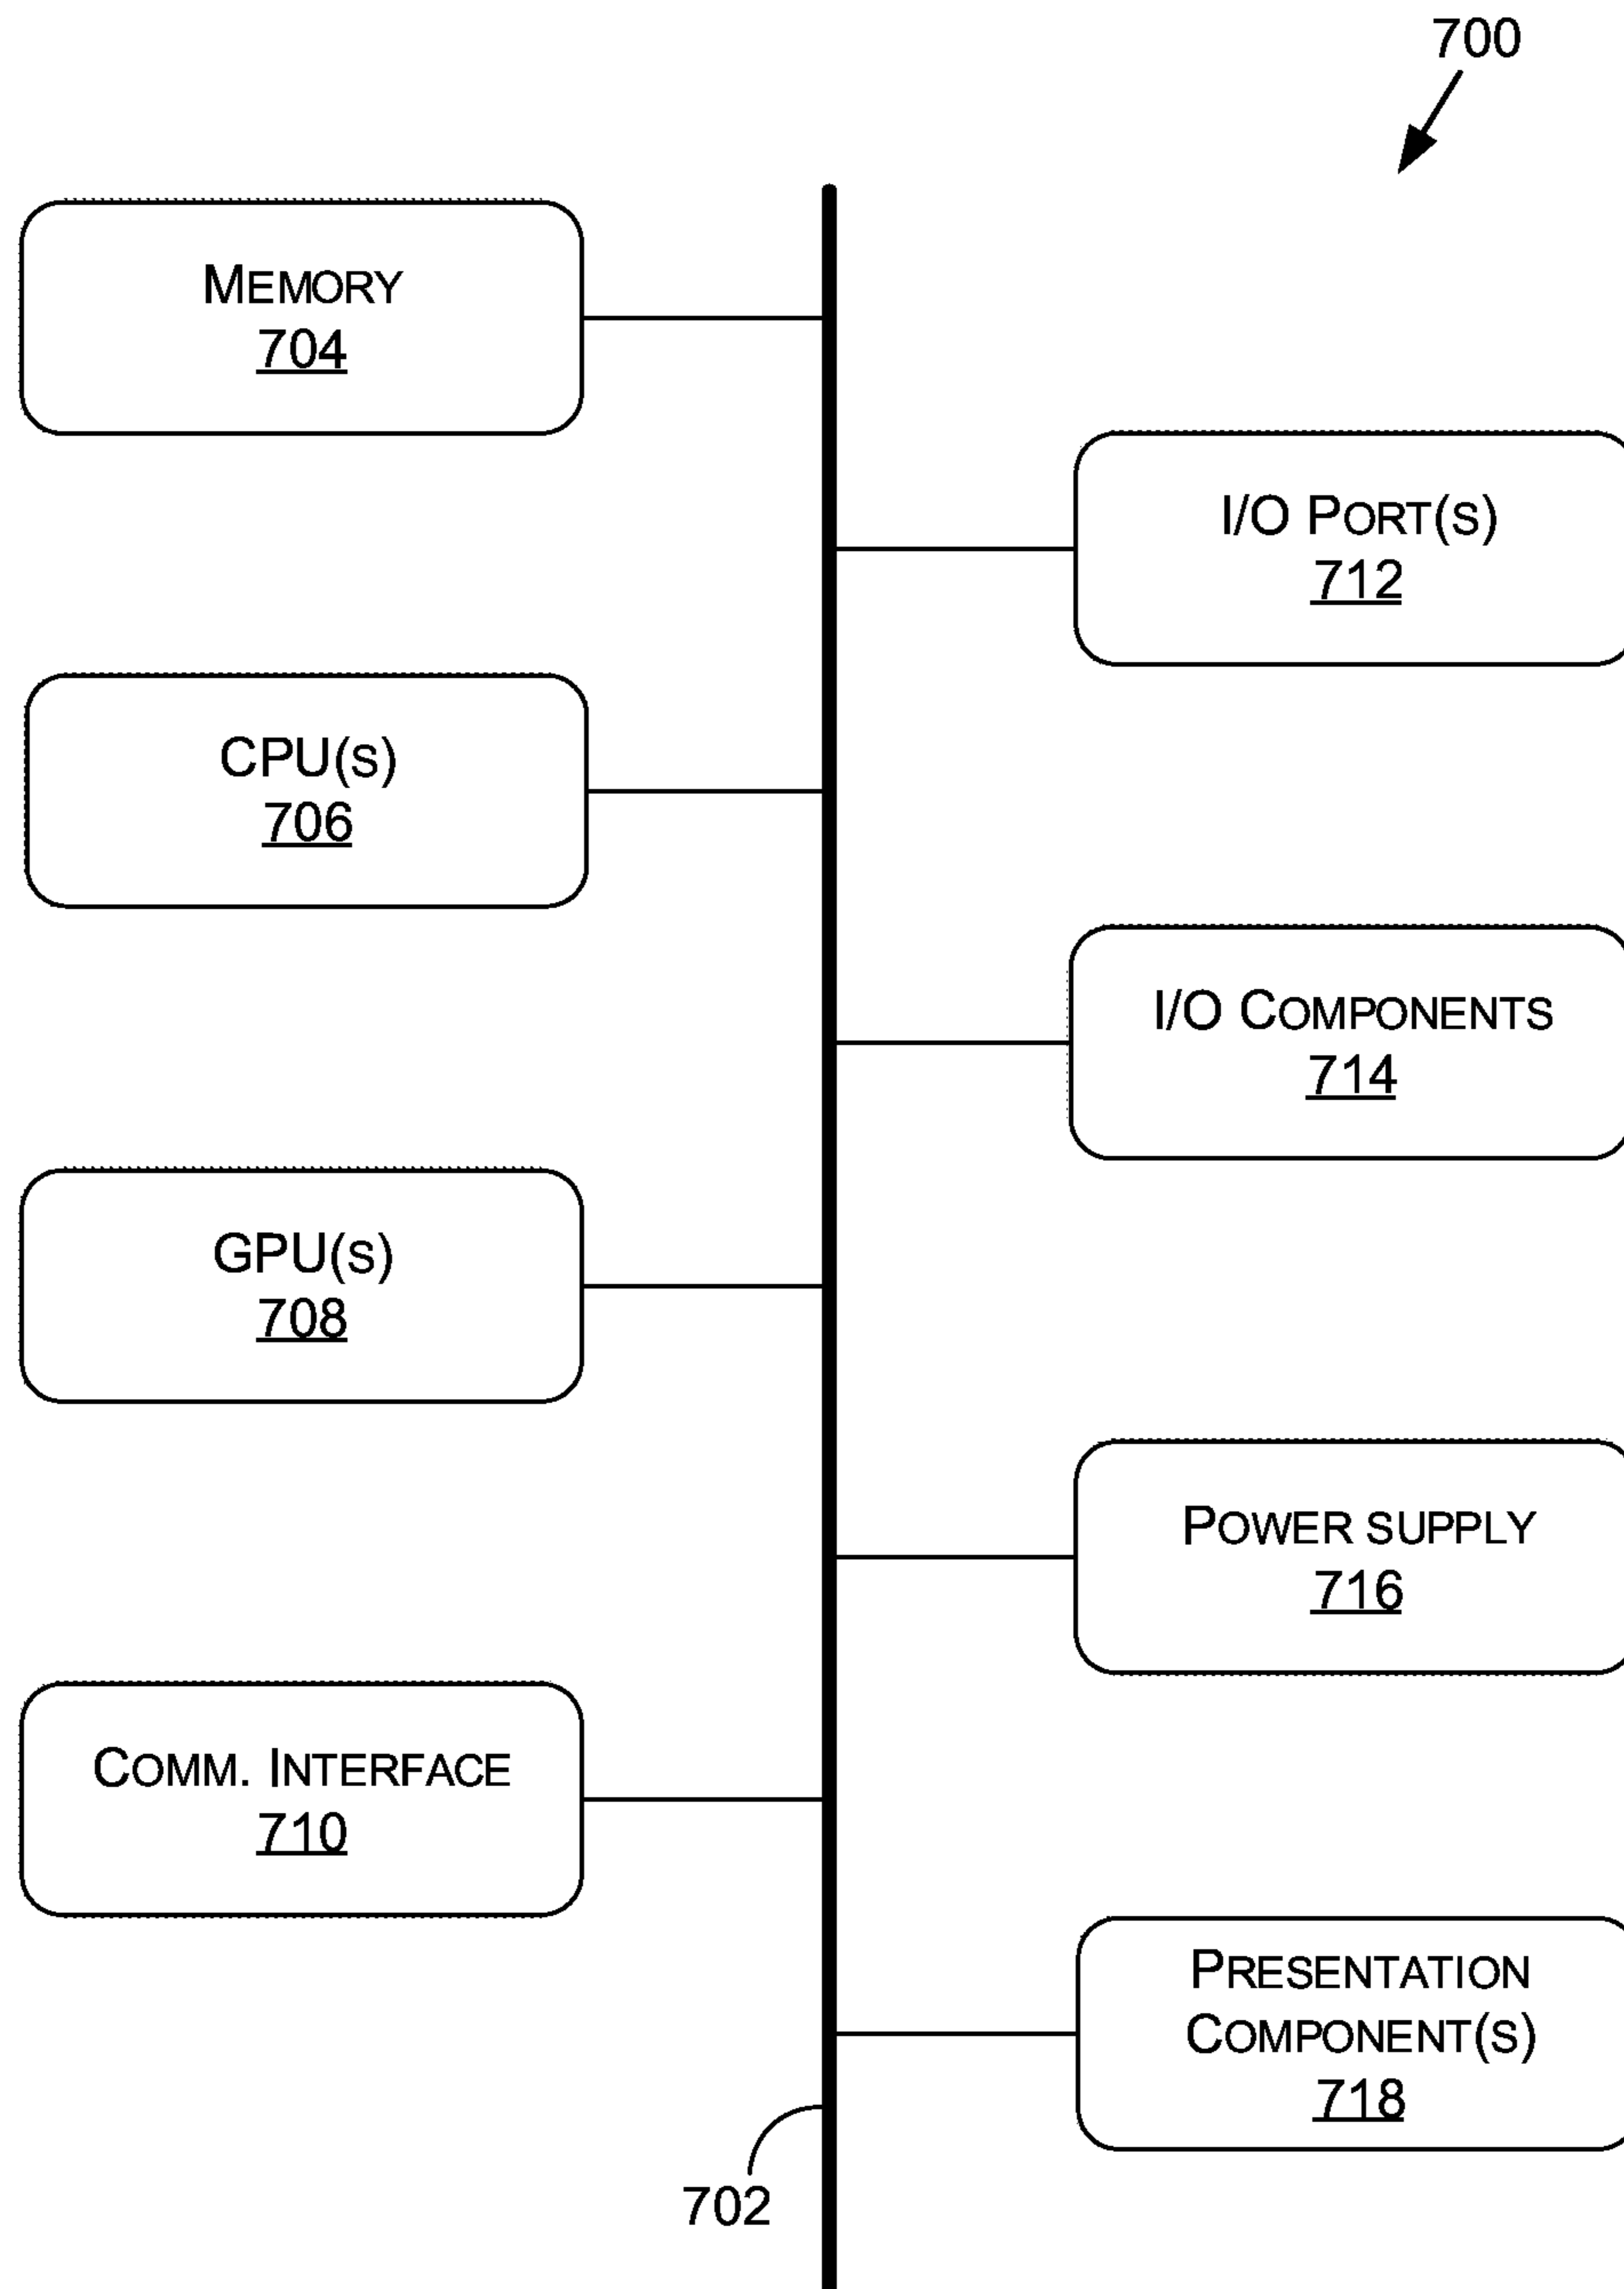 700
MEMORY
704
I/O PORT(S)
712
CPU(S)
706
I/O COMPONENTS
714
GPU(S)
708
POWER SUPPLY
716
COMM. INTERFACE
710
PRESENTATION
COMPONENT(S)
718
702